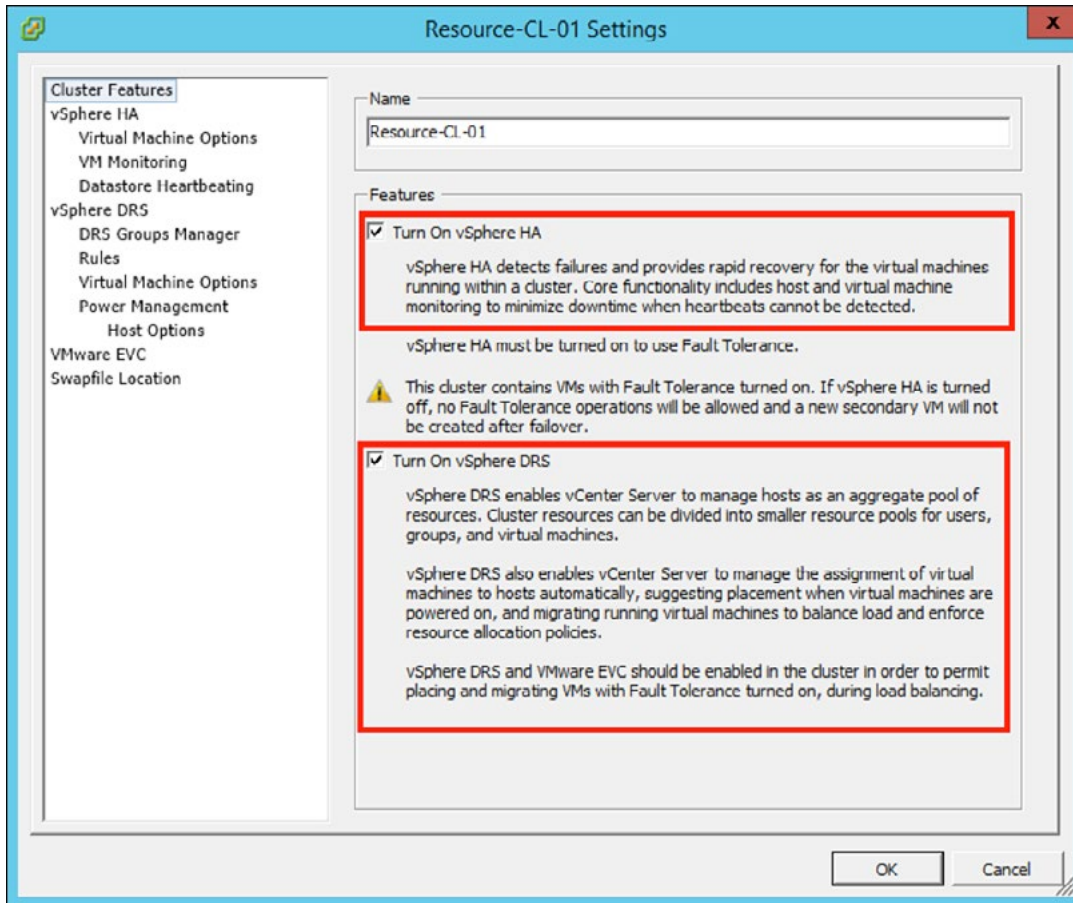 Resource-CL-01 Settings
x
Cluster Features
vSphere HA
Virtual Machine Options
VM Monitoring
Datastore Heartbeating
vSphere DRS
DRS Groups Manager
Rules
Virtual Machine Options
Power Management
Host Options
VMware EVC
Swapfile Location
Name
Resource-CL-01
Features
Turn On vSphere HA
vSphere HA detects failures and provides rapid recovery for the virtual machines
running within a cluster. Core functionality includes host and virtual machine
monitoring to minimize downtime when heartbeats cannot be detected.
vSphere HA must be turned on to use Fault Tolerance.
This cluster contains VMs with Fault Tolerance turned on. If vSphere HA is turned
off, no Fault Tolerance operations will be allowed and a new secondary VM will not
be created after failover.
Turn On vSphere DRS
vSphere DRS enables vCenter Server to manage hosts as an aggregate pool of
resources. Cluster resources can be divided into smaller resource pools for users,
groups, and virtual machines.
vSphere DRS also enables vCenter Server to manage the assignment of virtual
machines to hosts automatically, suggesting placement when virtual machines are
powered on, and migrating running virtual machines to balance load and enforce
resource allocation policies.
vSphere DRS and VMware EVC should be enabled in the cluster in order to permit
placing and migrating VMs with Fault Tolerance turned on, during load balancing.
OK
Cancel